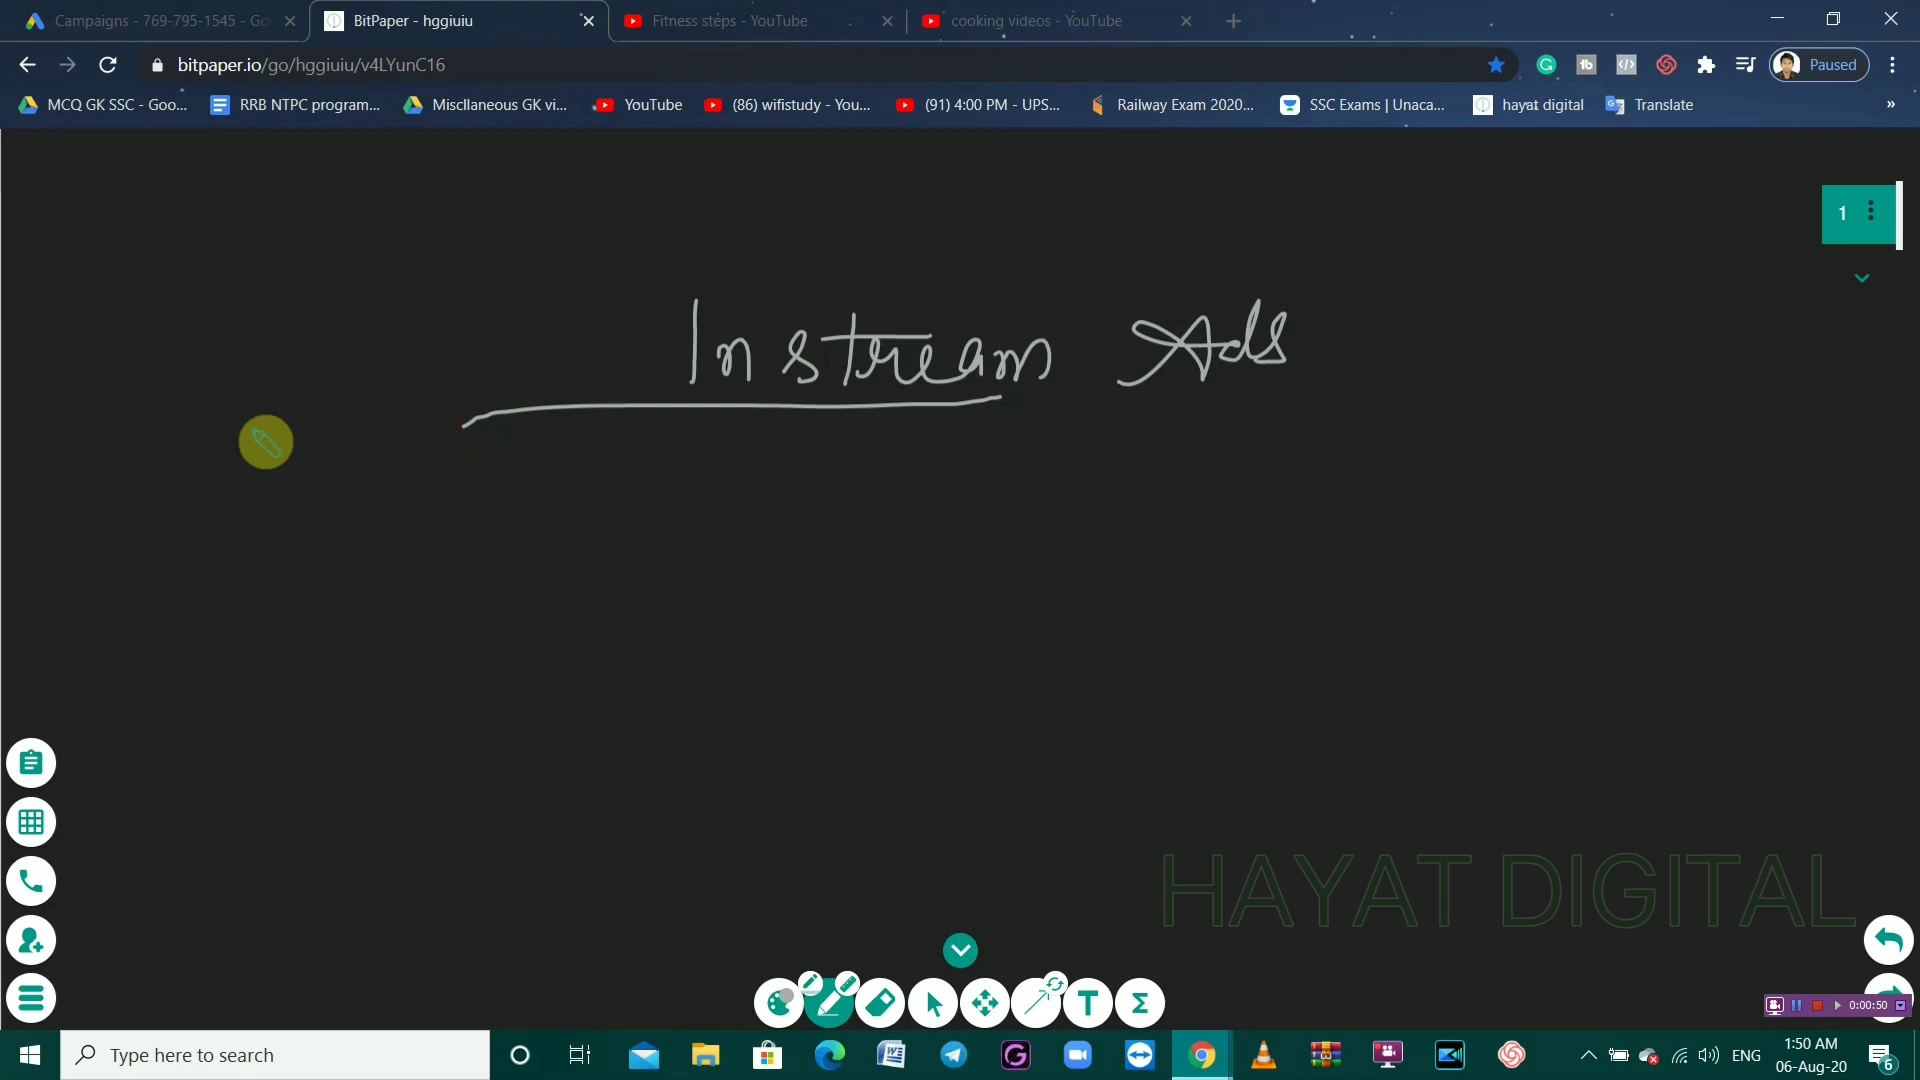 Campaigns - 769-795-1545 - Go
BitPaper - hggiuiu
Fitness steps - YouTube
cooking videos - YouTube
bitpaper.io/go/hggiuiu/v4LYunC16
Paused
MCQ GK SSC - Goo...
RRB NTPC program...
Miscllaneous GK vi...
YouTube
(86) wifistudy - You...
(91) 4:00 PM - UPS...
Railway Exam 2020...
SSC Exams | Unaca...
hayat digital
Translate
»
1
Instream Ads
HAYAT DIGITAL
T Σ
0:00:50
Type here to search
ENG
1:50 AM
06-Aug-20
6